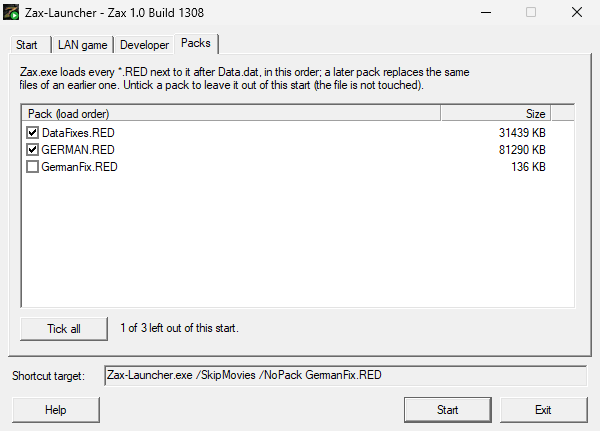 Zax-Launcher - Zax 1.0 Build 1308
Start LAN game Developer Packs
Zax.exe loads every *.RED next to it after Data.dat, in this order; a later pack replaces the same
files of an earlier one. Untick a pack to leave it out of this start (the file is not touched).
Pack (load order) Size
DataFixes.RED 31439 KB
GERMAN.RED 81290 KB
GermanFix.RED 136 KB
Tick all 1 of 3 left out of this start.
Shortcut target: Zax-Launcher.exe /SkipMovies /NoPack GermanFix.RED
Help Start Exit